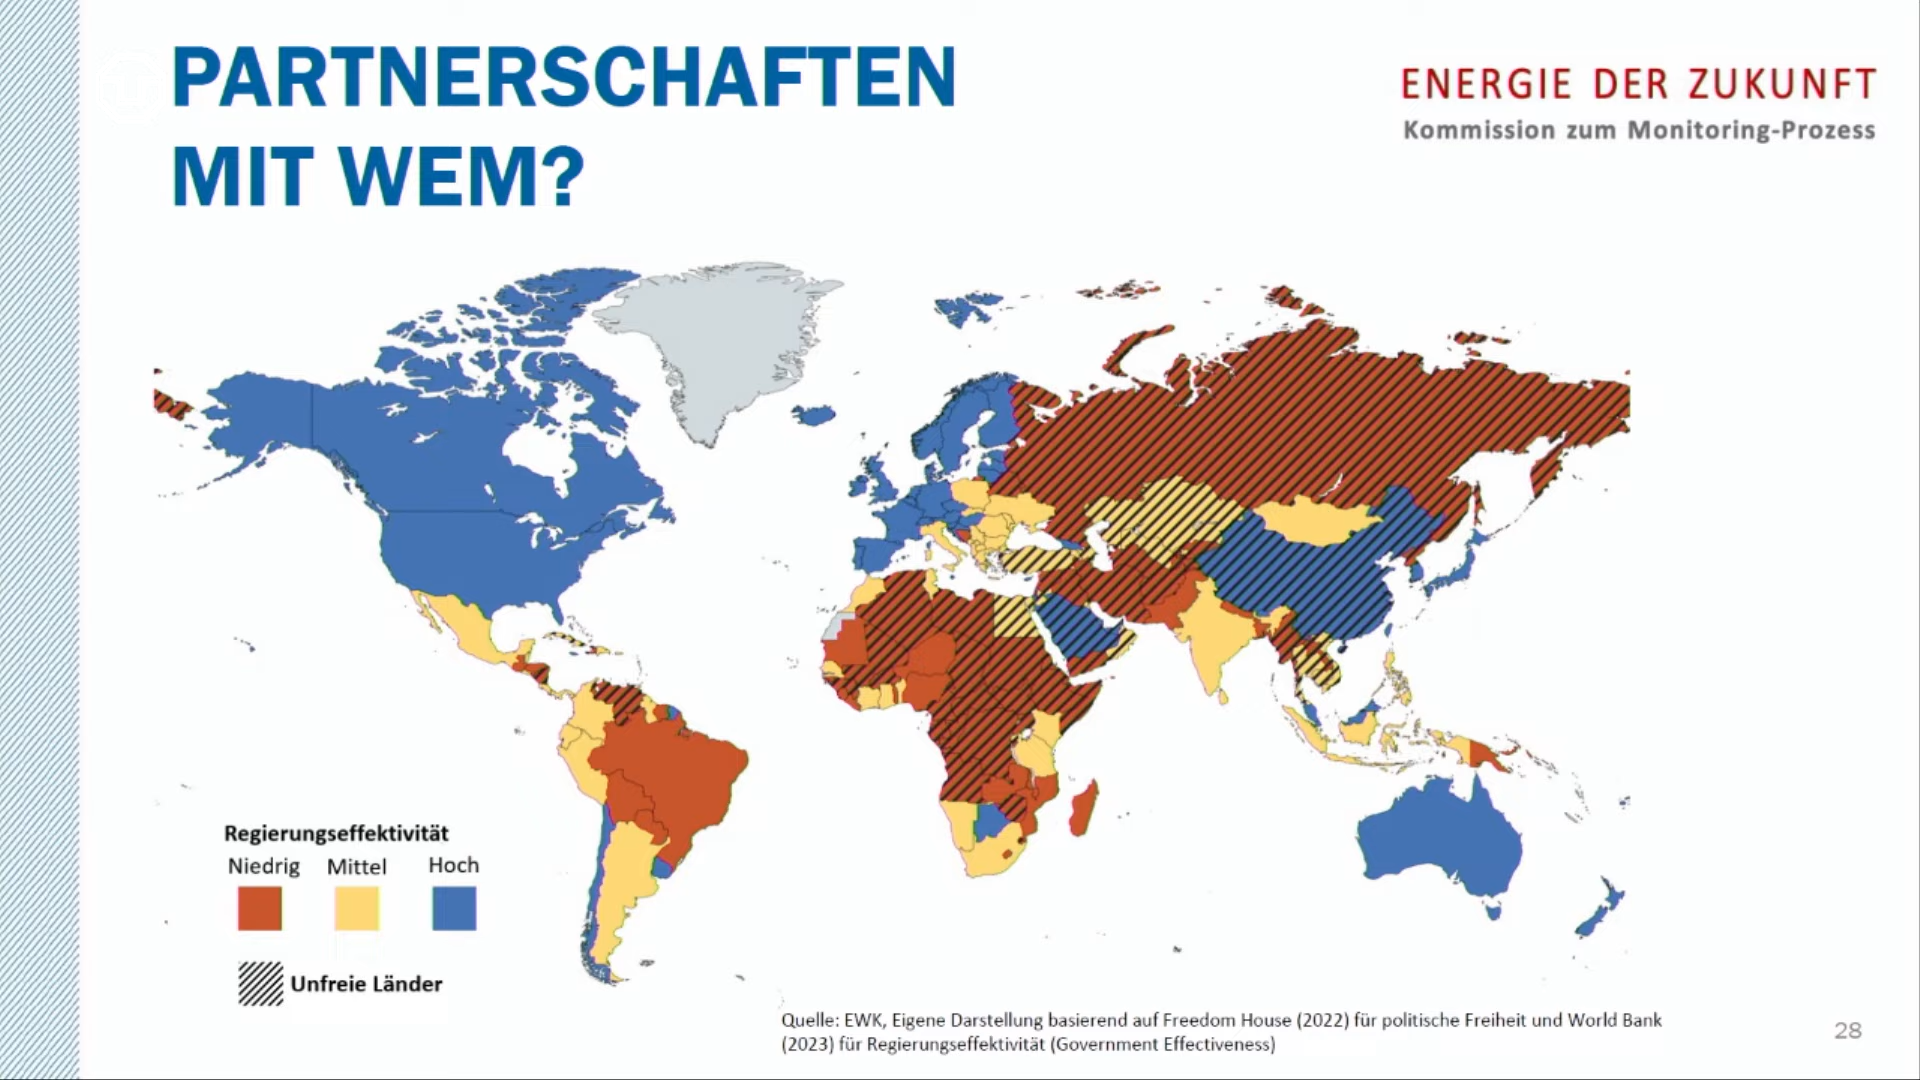 PARTNERSCHAFTEN
MIT WEM?
ENERGIE DER ZUKUNFT
Kommission zum Monitoring-Prozess
Regierungseffektivität
Niedrig Mittel Hoch
Unfreie Länder
Quelle: EWK, Eigene Darstellung basierend auf Freedom House (2022) für politische Freiheit und World Bank
(2023) für Regierungseffektivität (Government Effectiveness)
28